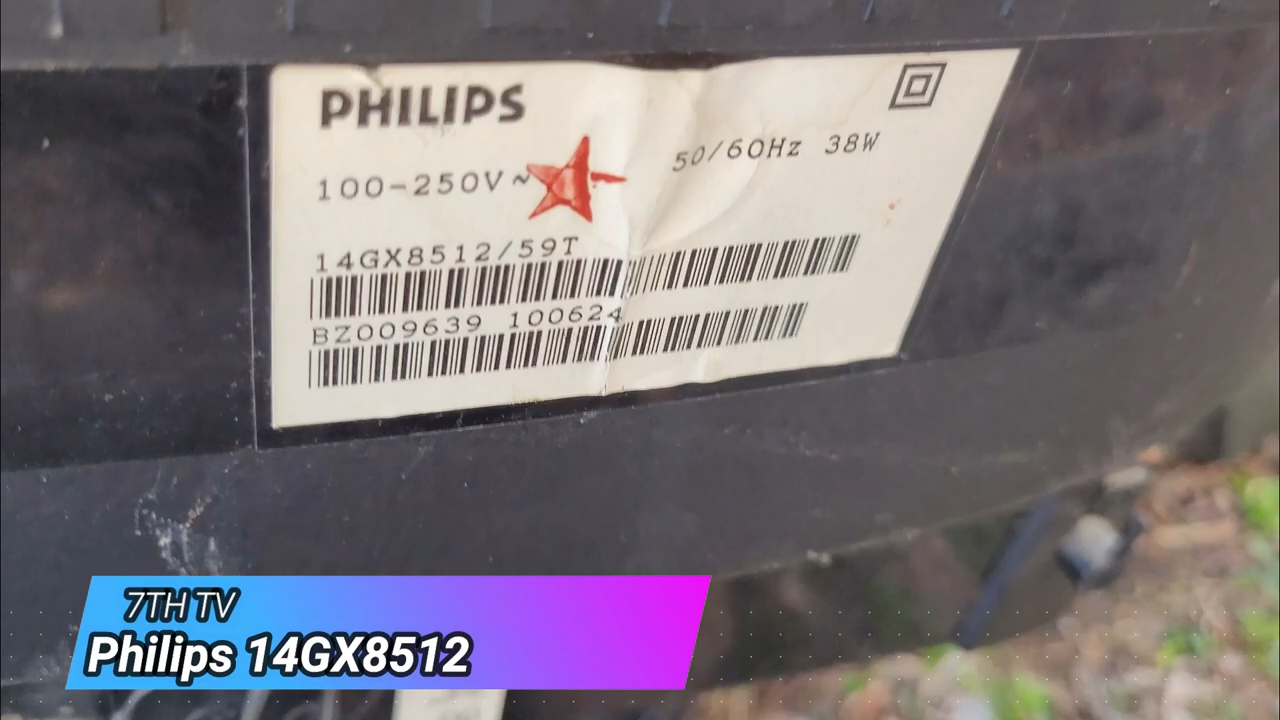 PHILIPS
100-250V ~ 50/60Hz 38W
14GX8512/59T
BZ009639 100624
7TH TV
Philips 14GX8512